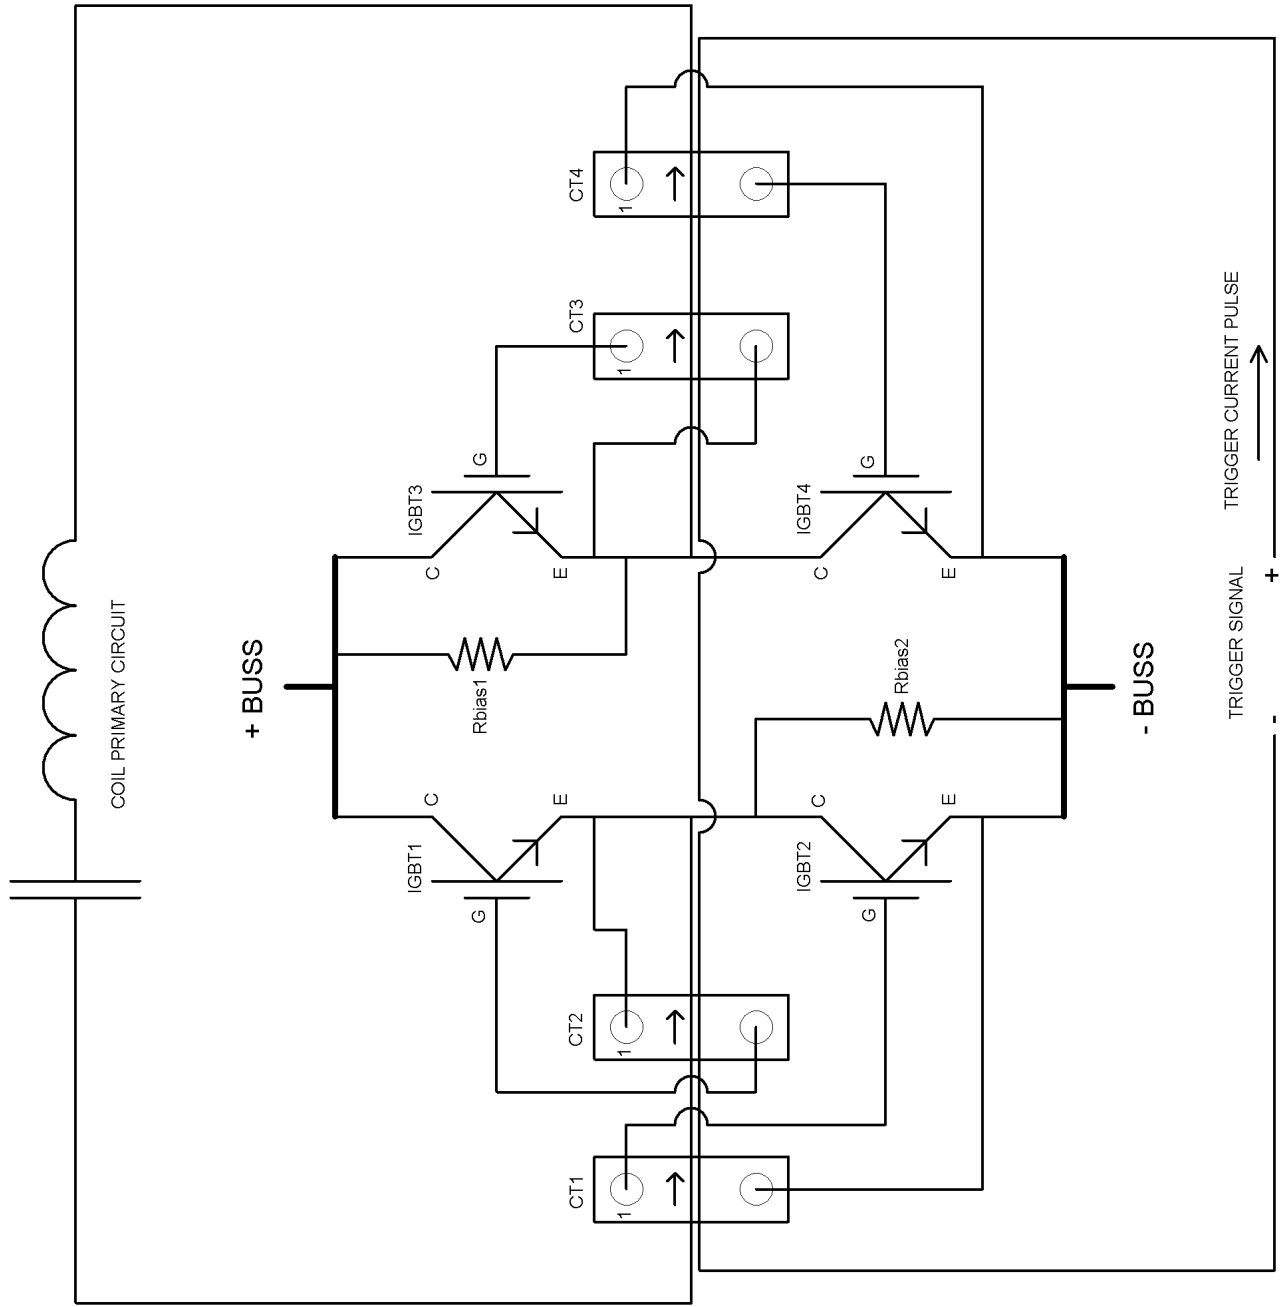 COIL PRIMARY CIRCUIT
+ BUSS
CT4
1
CT3
1
IGBT3
G
C
E
IGBT4
G
C
E
Rbias1
Rbias2
IGBT1
C
E
G
IGBT2
C
E
G
CT2
1
CT1
1
- BUSS
TRIGGER SIGNAL
- +
TRIGGER CURRENT PULSE